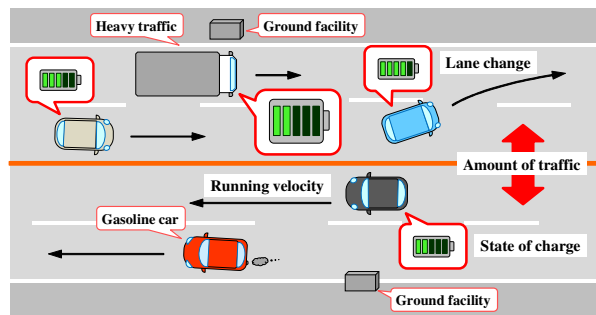 Heavy traffic
Ground facility
Lane change
Amount of traffic
Running velocity
Gasoline car
State of charge
Ground facility